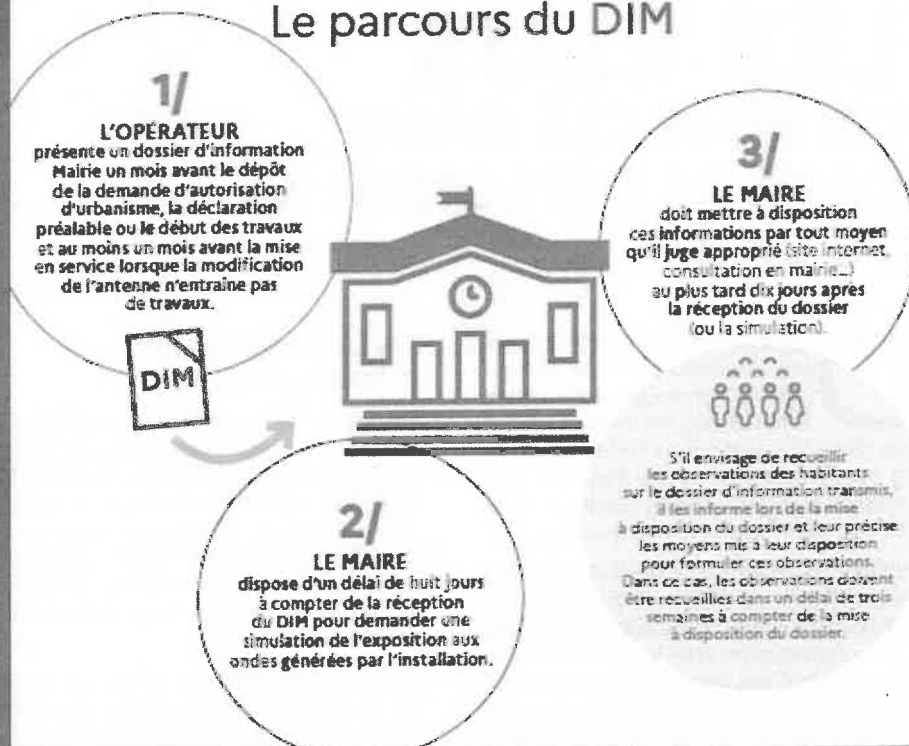 Le parcours du DIM
1/
L'OPÉRATEUR
présente un dossier d'information
Mairie un mois avant le dépôt
de la demande d'autorisation
d'urbanisme, la déclaration
préalable ou le début des travaux
et au moins un mois avant la mise
en service lorsque la modification
de l'antenne n'entraîne pas
de travaux.
DIM
2/
LE MAIRE
dispose d'un délai de huit jours
à compter de la réception
du DIM pour demander une
simulation de l'exposition aux
ondes générées par l'installation.
3/
LE MAIRE
doit mettre à disposition
ces informations par tout moyen
qu'il juge approprié (site internet,
consultation en mairie...)
au plus tard dix jours après
la réception du dossier
(ou la simulation).
S'il envisage de recueillir
les observations des habitants
sur le dossier d'information transmis,
il les informe lors de la mise
à disposition du dossier et leur précise
les moyens mis à leur disposition
pour formuler ces observations.
Dans ce cas, les observations doivent
être recueillies dans un délai de trois
semaines à compter de la mise
à disposition du dossier.